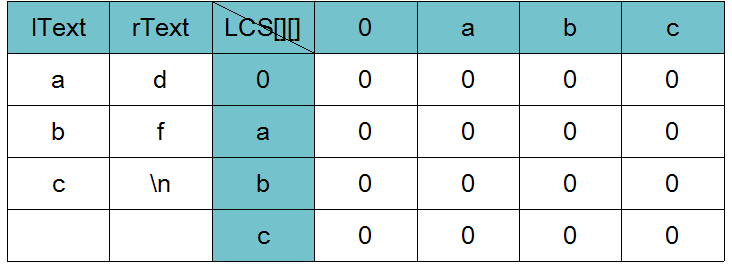 lText rText LCS[][] 0 a b c
a d 0 0 0 0 0
b f a 0 0 0 0
c \n b 0 0 0 0
c 0 0 0 0